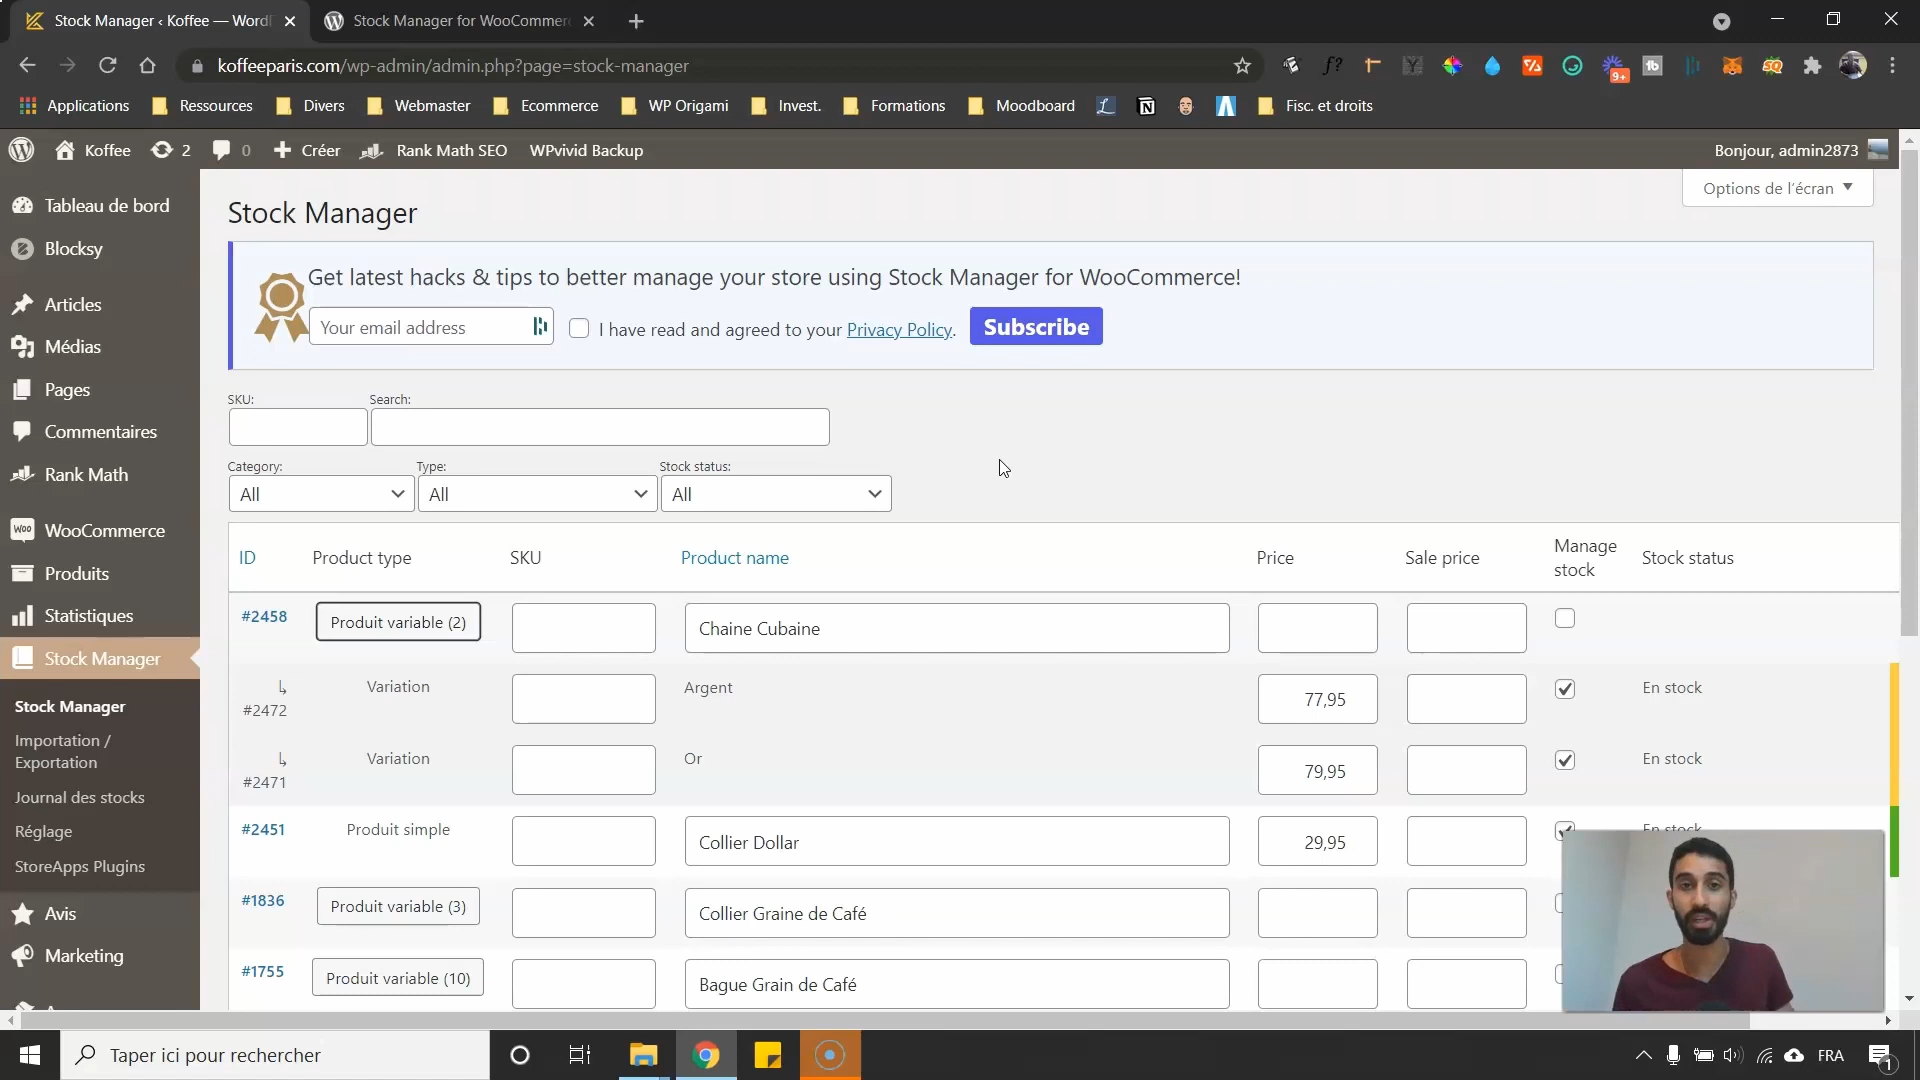 Stock Manager ‹ Koffee — WordP
Stock Manager for WooCommerc
koffeeparis.com/wp-admin/admin.php?page=stock-manager
f?
9+
Applications
Ressources
Divers
Webmaster
Ecommerce
WP Origami
Invest.
Formations
Moodboard
Fisc. et droits
Koffee
2
0
Créer
Rank Math SEO
WPvivid Backup
Bonjour, admin2873
Tableau de bord
Blocksy
Articles
Médias
Pages
Commentaires
Rank Math
WooCommerce
Produits
Statistiques
Stock Manager
Stock Manager
Importation /
Exportation
Journal des stocks
Réglage
StoreApps Plugins
Avis
Marketing
Options de l'écran
Stock Manager
Get latest hacks & tips to better manage your store using Stock Manager for WooCommerce!
Your email address
I have read and agreed to your Privacy Policy.
Subscribe
SKU:
Search:
Category:
Type:
Stock status:
All
All
All
ID
Product type
SKU
Product name
Price
Sale price
Manage
stock
Stock status
#2458
Produit variable (2)
Chaine Cubaine
↳
#2472
Variation
Argent
77,95
En stock
↳
#2471
Variation
Or
79,95
En stock
#2451
Produit simple
Collier Dollar
29,95
En stock
#1836
Produit variable (3)
Collier Graine de Café
#1755
Produit variable (10)
Bague Grain de Café
Taper ici pour rechercher
FRA
1